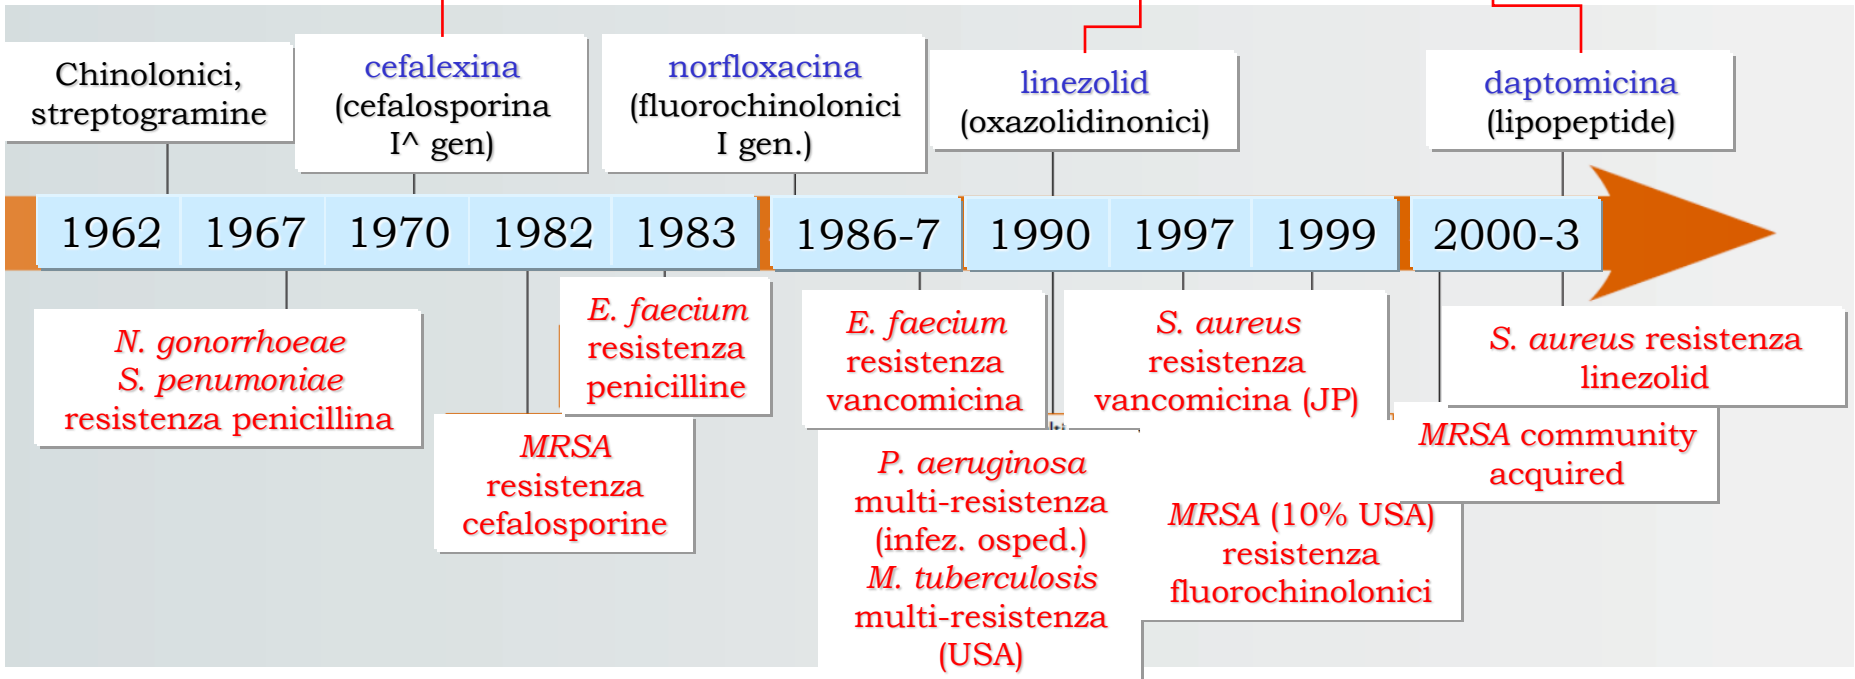 Chinolonici,
streptogramine
cefalexina
(cefalosporina
I^ gen)
norfloxacina
(fluorochinolonici
I gen.)
linezolid
(oxazolidinonici)
daptomicina
(lipopeptide)
1962
1967
1970
1982
1983
1986-7
1990
1997
1999
2000-3
N. gonorrhoeae
S. penumoniae
resistenza penicillina
MRSA
resistenza
cefalosporine
E. faecium
resistenza
penicilline
E. faecium
resistenza
vancomicina
P. aeruginosa
multi-resistenza
(infez. osped.)
M. tuberculosis
multi-resistenza
(USA)
S. aureus
resistenza
vancomicina (JP)
MRSA (10% USA)
resistenza
fluorochinolonici
MRSA community
acquired
S. aureus resistenza
linezolid